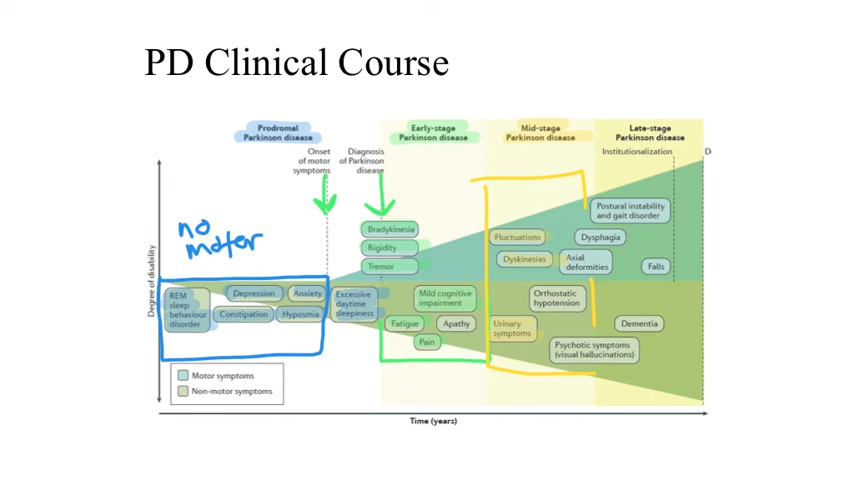 PD Clinical Course
Prodromal
Parkinson disease
Early-stage
Parkinson disease
Mid-stage
Parkinson disease
Late-stage
Parkinson disease
Onset
of motor
symptoms
Diagnosis
of Parkinson
disease
Institutionalization
D
no
motor
Degree of disability
Bradykinesia
Rigidity
Tremor
Fluctuations
Dyskinesias
Postural instability
and gait disorder
Dysphagia
Axial
deformities
Falls
REM
sleep
behaviour
disorder
Depression
Anxiety
Constipation
Hyposmia
Excessive
daytime
sleepiness
Mild cognitive
impairment
Fatigue
Apathy
Pain
Orthostatic
hypotension
Urinary
symptoms
Dementia
Psychotic symptoms
(visual hallucinations)
Motor symptoms
Non-motor symptoms
Time (years)